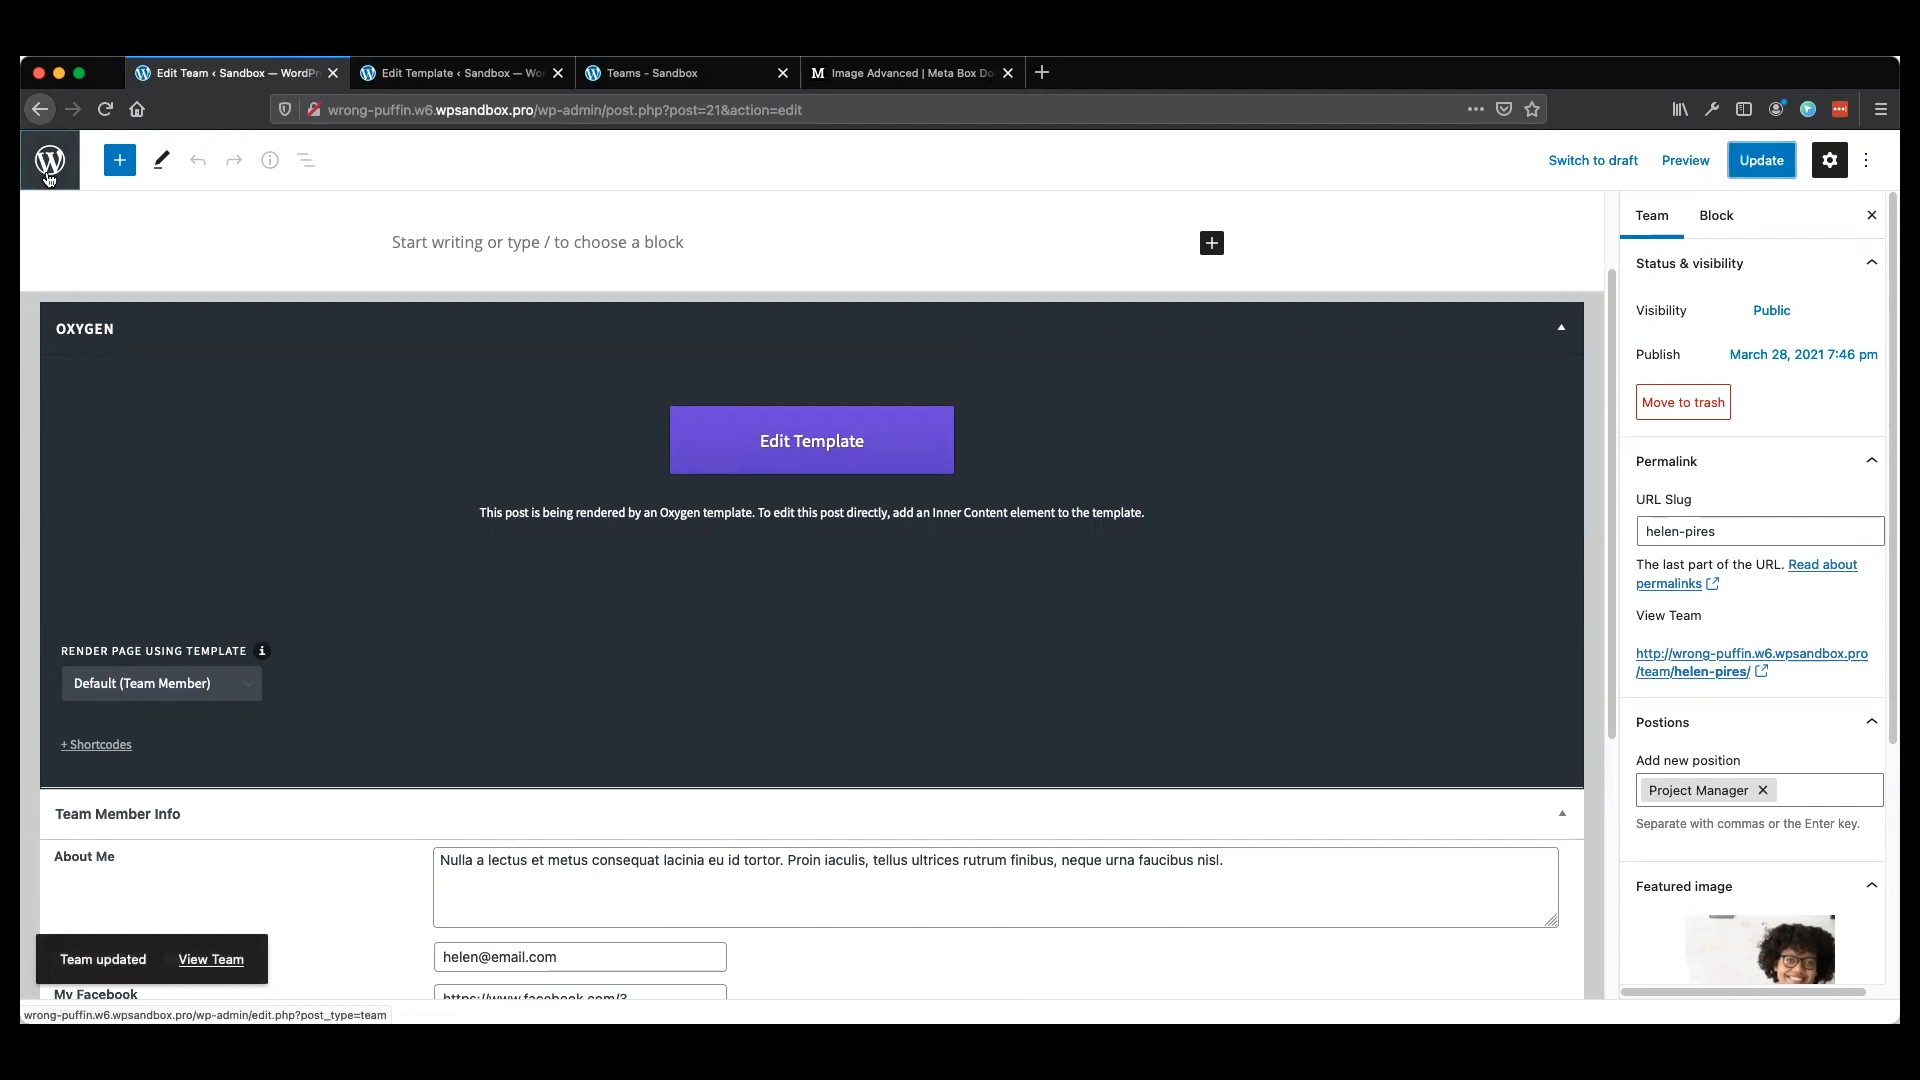 Edit Team ‹ Sandbox — WordPr
Edit Template ‹ Sandbox — Wo
Teams - Sandbox
Image Advanced | Meta Box Do
wrong-puffin.w6.wpsandbox.pro/wp-admin/post.php?post=21&action=edit
Switch to draft
Preview
Update
Start writing or type / to choose a block
Team
Block
Status & visibility
Visibility
Public
Publish
March 28, 2021 7:46 pm
Move to trash
Permalink
URL Slug
helen-pires
The last part of the URL. Read about
permalinks
View Team
http://wrong-puffin.w6.wpsandbox.pro
/team/helen-pires/
Postions
Add new position
Project Manager
Separate with commas or the Enter key.
Featured image
OXYGEN
Edit Template
This post is being rendered by an Oxygen template. To edit this post directly, add an Inner Content element to the template.
RENDER PAGE USING TEMPLATE
Default (Team Member)
+ Shortcodes
Team Member Info
About Me
Nulla a lectus et metus consequat lacinia eu id tortor. Proin iaculis, tellus ultrices rutrum finibus, neque urna faucibus nisl.
helen@email.com
Team updated
View Team
My Facebook
https://www.facebook.com/?
wrong-puffin.w6.wpsandbox.pro/wp-admin/edit.php?post_type=team